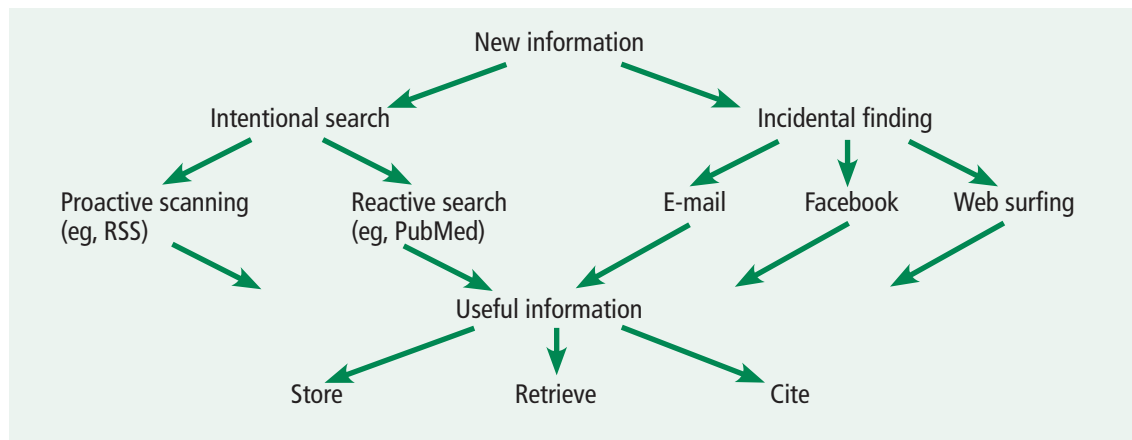 New information
Intentional search
Incidental finding
Proactive scanning
(eg, RSS)
Reactive search
(eg, PubMed)
E-mail
Facebook
Web surfing
Useful information
Store
Retrieve
Cite